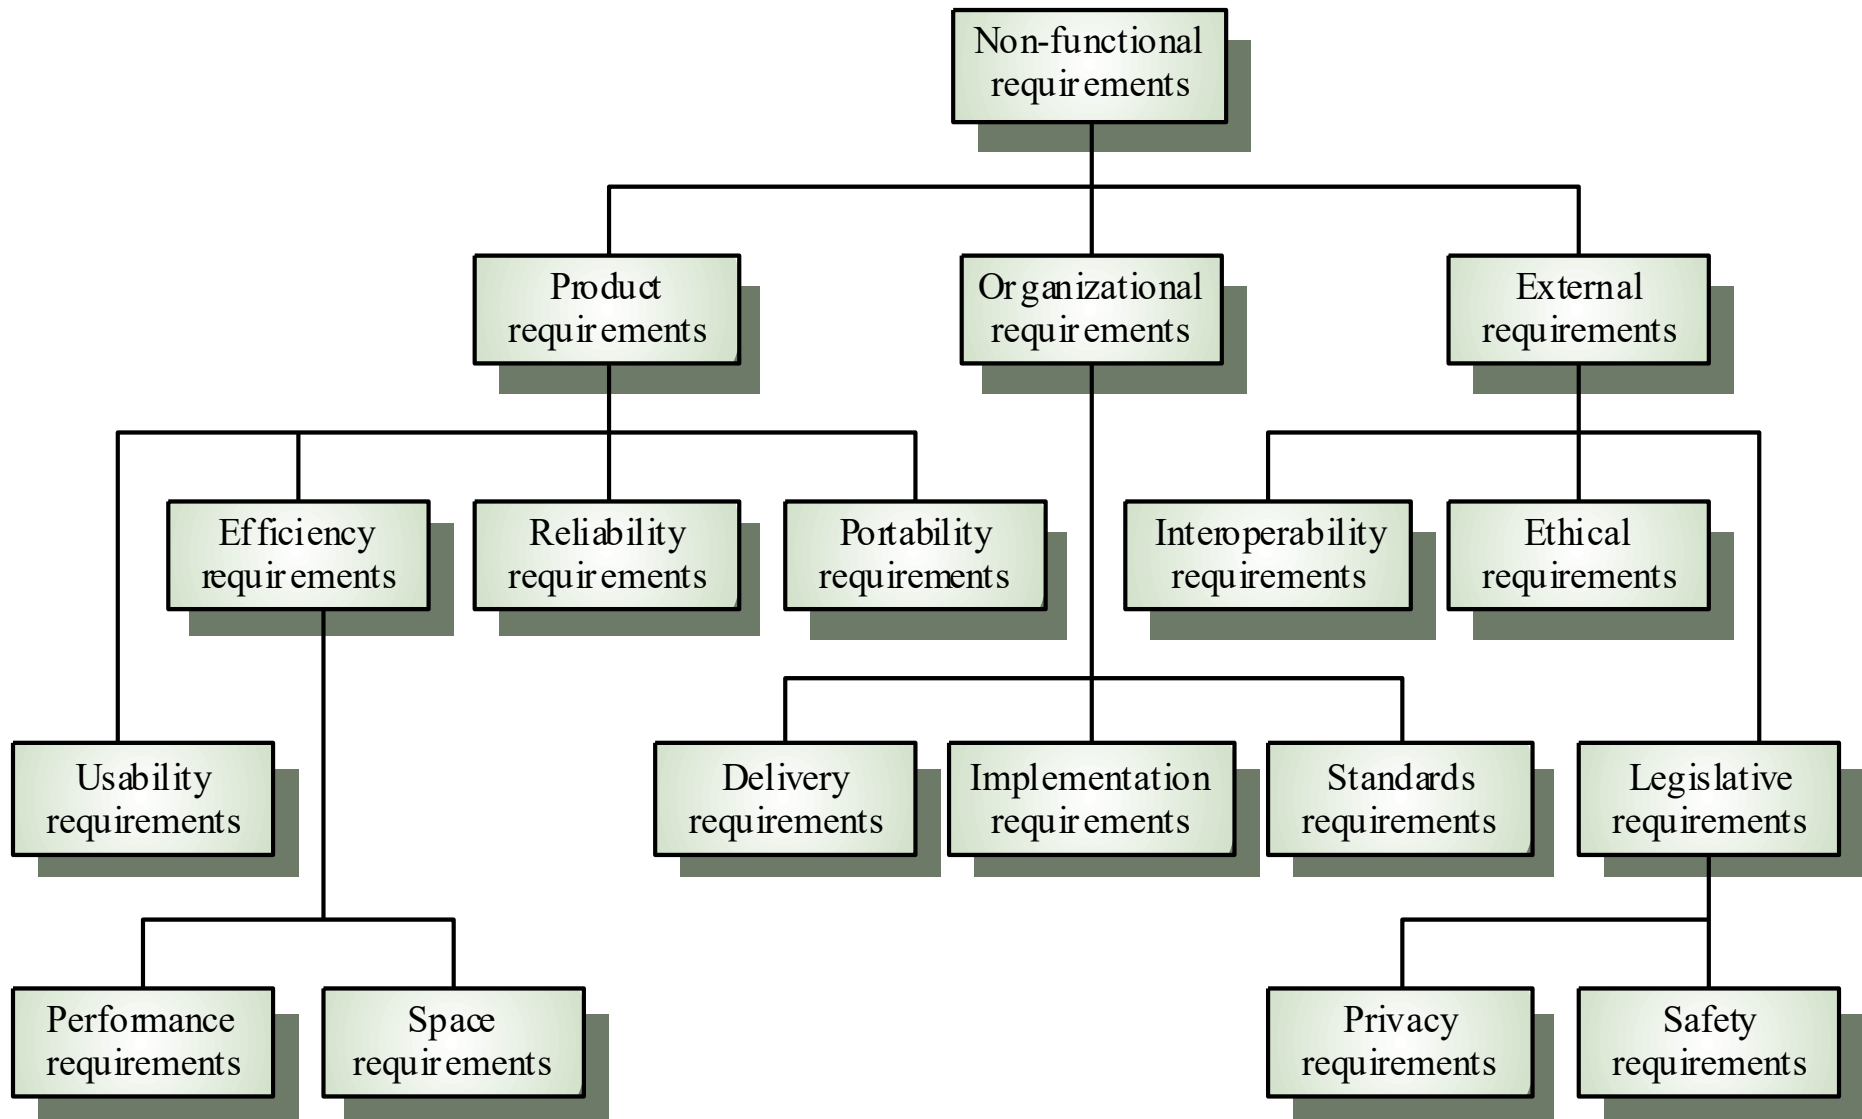 Non-functional
requirements
Product
requirements
Organizational
requirements
External
requirements
Efficiency
requirements
Reliability
requirements
Portability
requirements
Interoperability
requirements
Ethical
requirements
Usability
requirements
Delivery
requirements
Implementation
requirements
Standards
requirements
Legislative
requirements
Performance
requirements
Space
requirements
Privacy
requirements
Safety
requirements